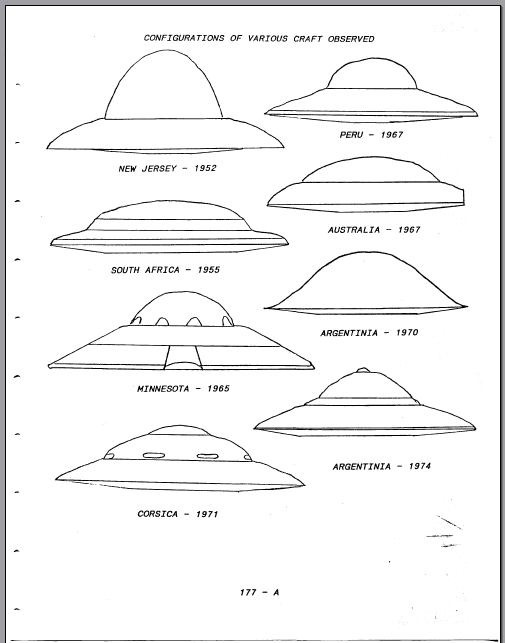 CONFIGURATIONS OF VARIOUS CRAFT OBSERVED
NEW JERSEY - 1952
PERU - 1967
SOUTH AFRICA - 1955
AUSTRALIA - 1967
MINNESOTA - 1965
ARGENTINIA - 1970
CORSICA - 1971
ARGENTINIA - 1974
177 - A